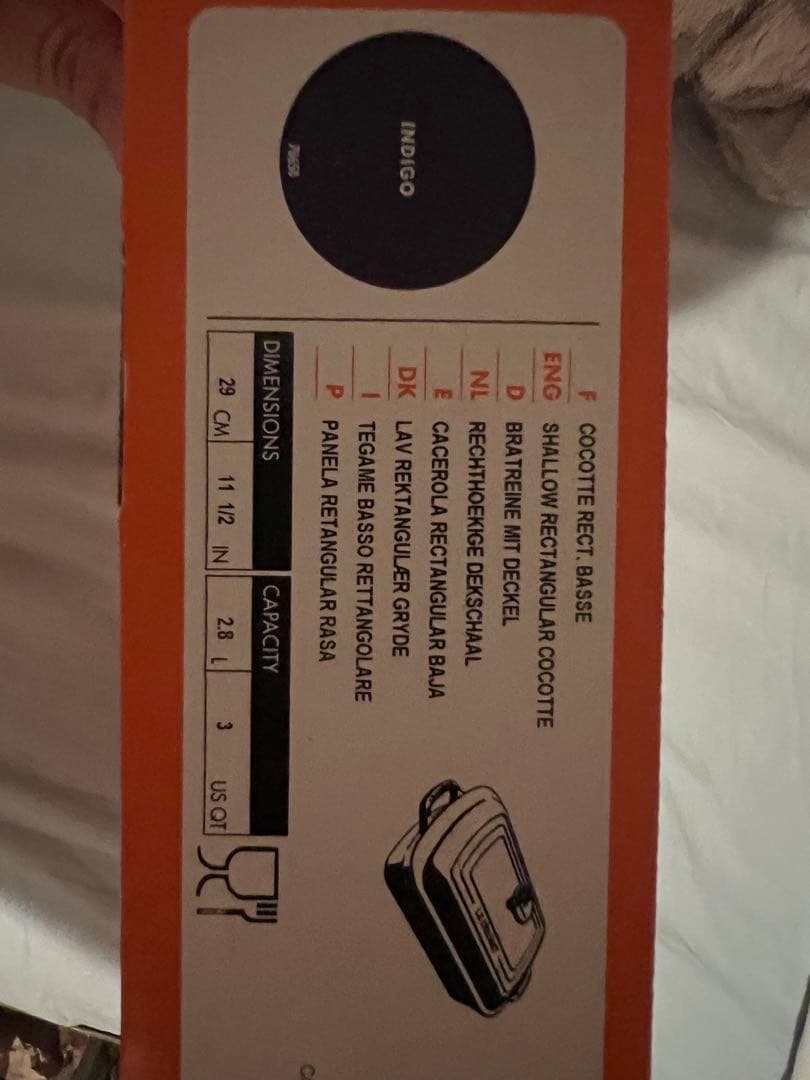 INDIGO
F COCOTTE RECT. BASSE
ENG SHALLOW RECTANGULAR COCOTTE
D BRATREINE MIT DECKEL
NL RECHTHOEKIGE DEKSCHAAL
E CACEROLA RECTANGULAR BAJA
DK LAV REKTANGULÆR GRYDE
I TEGAME BASSO RETTANGOLARE
P PANELA RETANGULAR RASA
DIMENSIONS CAPACITY
29 CM 11 1/2 IN 2.8 L 3 US QT